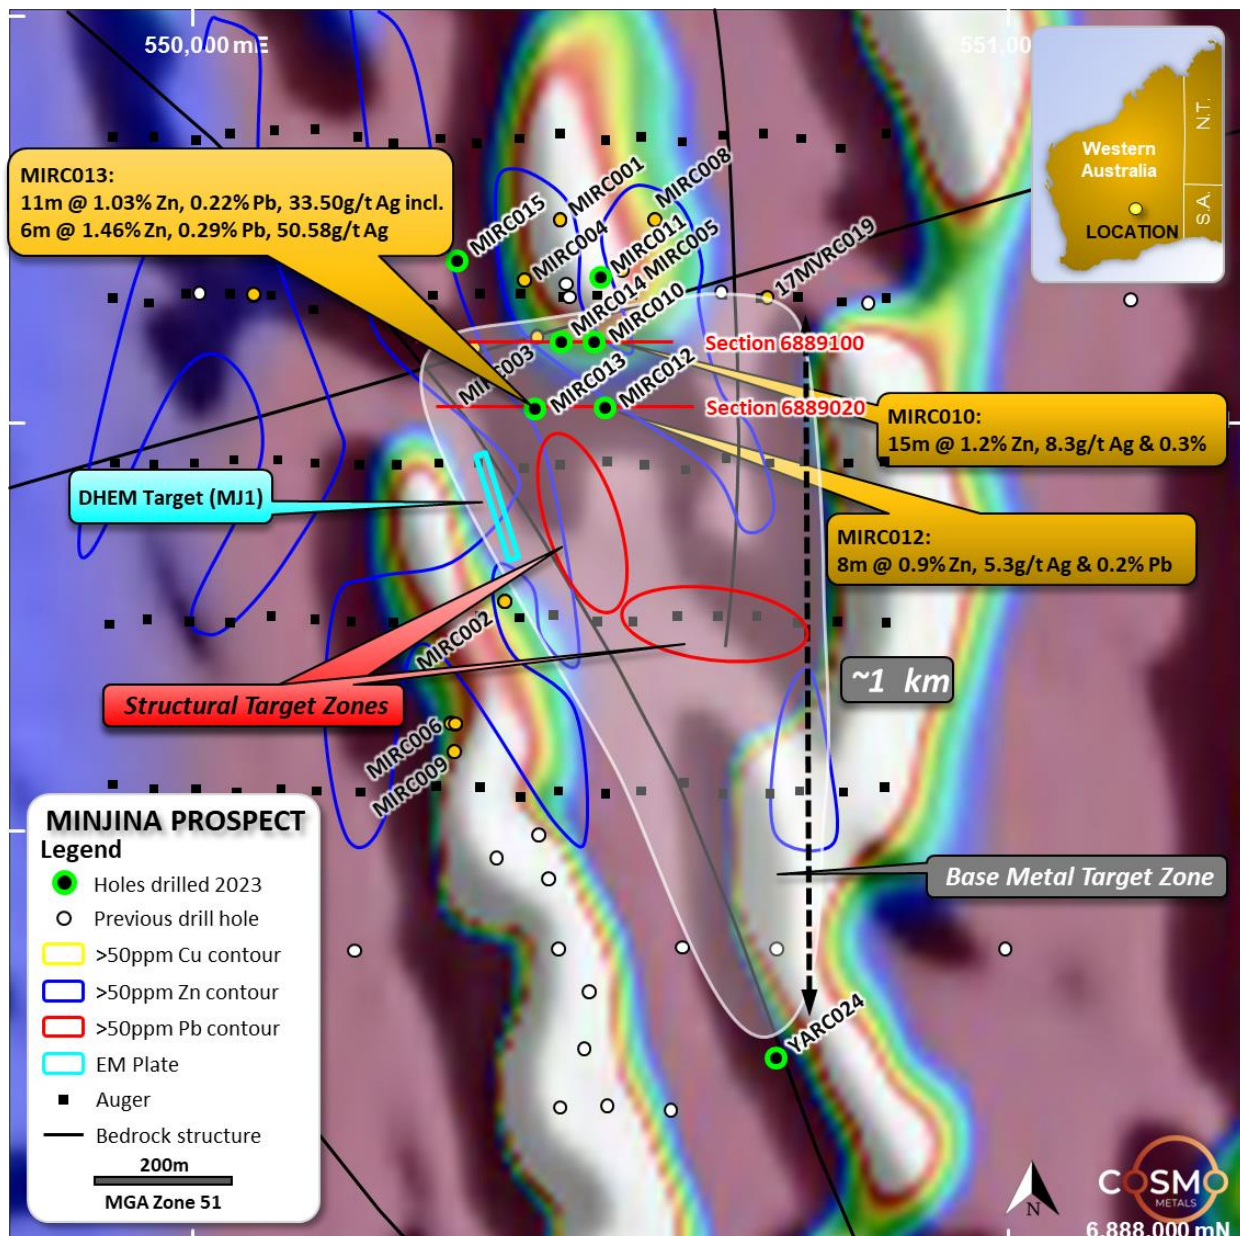 550,000 mE
551,00
N.T.
Western
Australia
S.A.
LOCATION
MIRC013:
11m @ 1.03% Zn, 0.22% Pb, 33.50g/t Ag incl.
6m @ 1.46% Zn, 0.29% Pb, 50.58g/t Ag
MIRC015
MIRC001
MIRC008
MIRC004
MIRC011
MIRC005
17MVRC019
MIRC014
MIRC010
MIRC003
MIRC013
MIRC012
Section 6889100
Section 6889020
MIRC010:
15m @ 1.2% Zn, 8.3g/t Ag & 0.3%
DHEM Target (MJ1)
MIRC012:
8m @ 0.9% Zn, 5.3g/t Ag & 0.2% Pb
MIRC002
~1 km
Structural Target Zones
MIRC006
MIRC009
Base Metal Target Zone
YARC024
MINJINA PROSPECT
Legend
Holes drilled 2023
Previous drill hole
>50ppm Cu contour
>50ppm Zn contour
>50ppm Pb contour
EM Plate
Auger
Bedrock structure
200m
MGA Zone 51
N
COSMO
METALS
6,888,000 mN